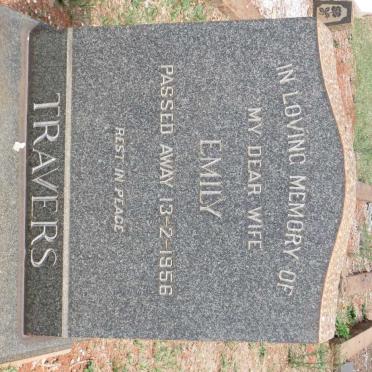 IN LOVING MEMORY OF
MY DEAR WIFE
EMILY
PASSED AWAY 13-2-1956
REST IN PEACE
TRAVERS